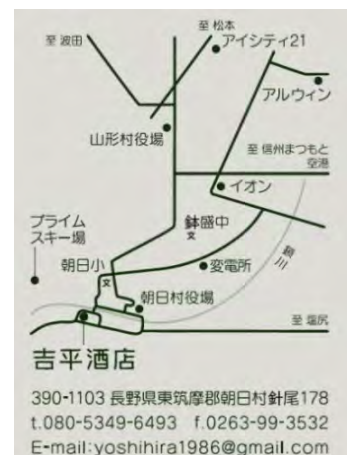 至 松本
至 波田
アイシティ21
アルウィン
山形村役場
至 信州まつもと
空港
イオン
鉢盛中
文
プライム
スキー場
鎖川
朝日小
文
変電所
朝日村役場
至 塩尻
吉平酒店
390-1103 長野県東筑摩郡朝日村針尾178
t.080-5349-6493 f.0263-99-3532
E-mail:yoshihira1986@gmail.com